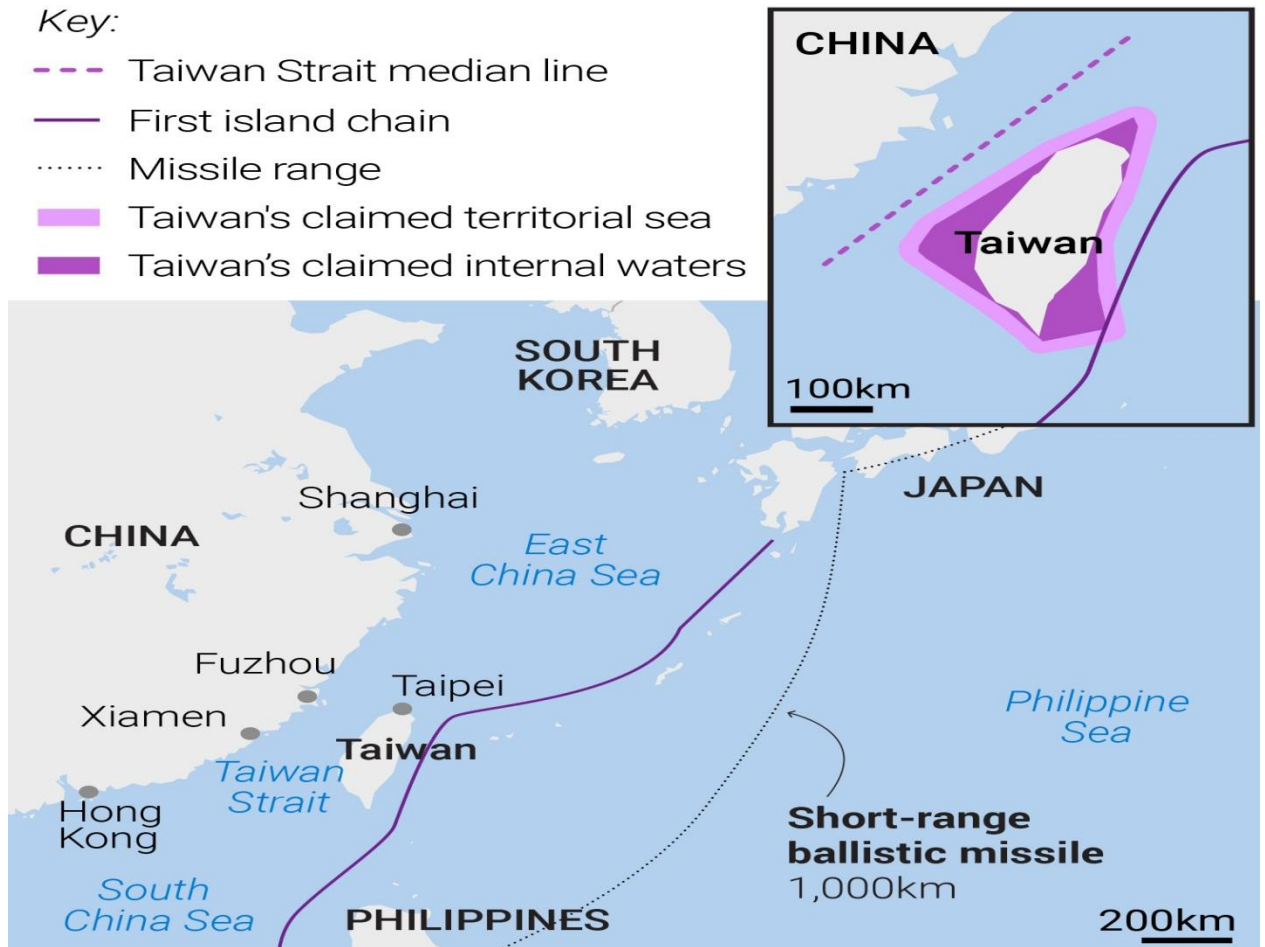 Key:
Taiwan Strait median line
First island chain
Missile range
Taiwan's claimed territorial sea
Taiwan’s claimed internal waters
CHINA
Taiwan
100km
SOUTH
KOREA
JAPAN
Shanghai
CHINA
East
China Sea
Fuzhou
Taipei
Xiamen
Taiwan
Philippine
Sea
Taiwan
Strait
Hong
Kong
Short-range
ballistic missile
1,000km
South
China Sea
PHILIPPINES
200km